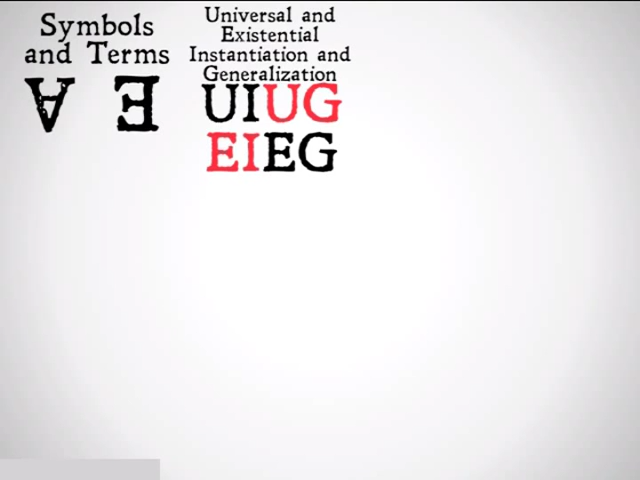 Symbols
and Terms
∀ ∃
Universal and
Existential
Instantiation and
Generalization
UIUG
EIEG